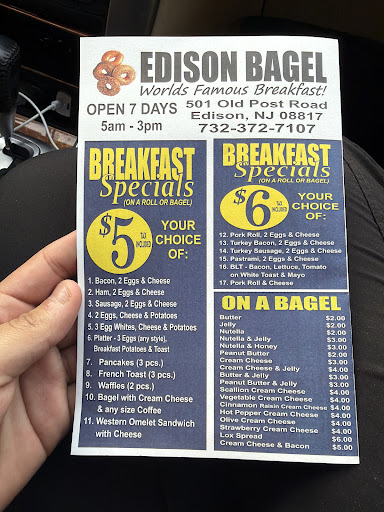 EDISON BAGEL
Worlds Famous Breakfast!
OPEN 7 DAYS
5am - 3pm
501 Old Post Road
Edison, NJ 08817
732-372-7107
BREAKFAST
Specials
(ON A ROLL OR BAGEL)
$5
TAX
INCLUDED
YOUR
CHOICE
OF:
1. Bacon, 2 Eggs & Cheese
2. Ham, 2 Eggs & Cheese
3. Sausage, 2 Eggs & Cheese
4. 2 Eggs, Cheese & Potatoes
5. 3 Egg Whites, Cheese & Potatoes
6. Platter - 3 Eggs (any style),
Breakfast Potatoes & Toast
7. Pancakes (3 pcs.)
8. French Toast (3 pcs.)
9. Waffles (2 pcs.)
10. Bagel with Cream Cheese
& any size Coffee
11. Western Omelet Sandwich
with Cheese
BREAKFAST
Specials
(ON A ROLL OR BAGEL)
$6
TAX
INCLUDED
YOUR
CHOICE
OF:
12. Pork Roll, 2 Eggs & Cheese
13. Turkey Bacon, 2 Eggs & Cheese
14. Turkey Sausage, 2 Eggs & Cheese
15. Pastrami, 2 Eggs & Cheese
16. BLT - Bacon, Lettuce, Tomato
on White Toast & Mayo
17. Pork Roll & Cheese
ON A BAGEL
Butter $2.00
Jelly $2.00
Nutella $2.00
Nutella & Jelly $3.00
Nutella & Honey $3.00
Peanut Butter $2.00
Cream Cheese $3.00
Cream Cheese & Jelly $4.00
Butter & Jelly $3.00
Peanut Butter & Jelly $3.00
Scallion Cream Cheese $4.00
Vegetable Cream Cheese $4.00
Cinnamon Raisin Cream Cheese $4.00
Hot Pepper Cream Cheese $4.00
Olive Cream Cheese $4.00
Strawberry Cream Cheese $4.00
Lox Spread $6.00
Cream Cheese & Bacon $5.00